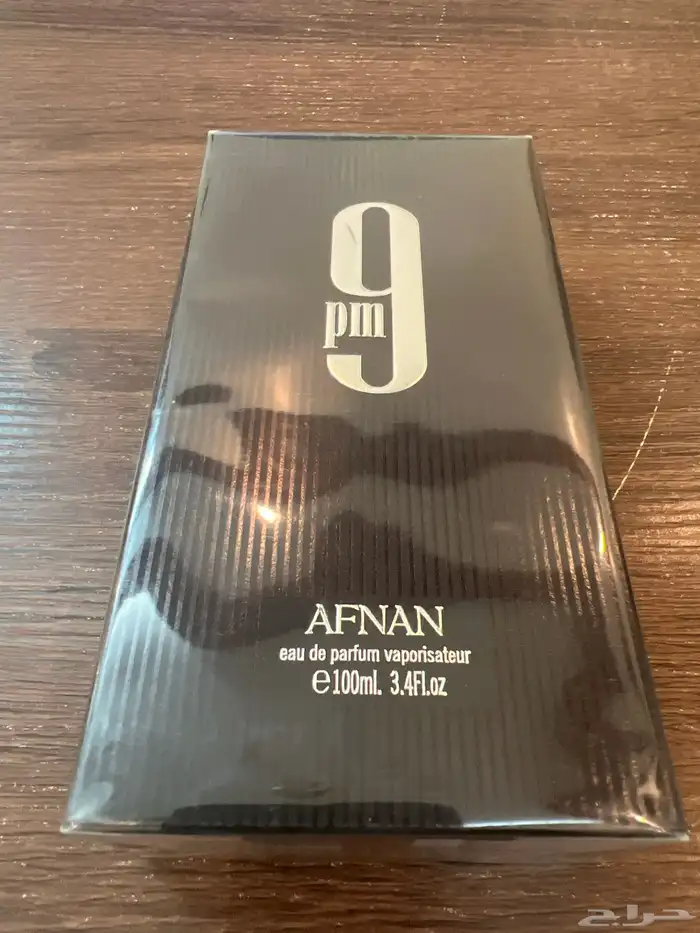 9
pm
AFNAN
eau de parfum vaporisateur
℮100ml. 3.4Fl.oz
حراج